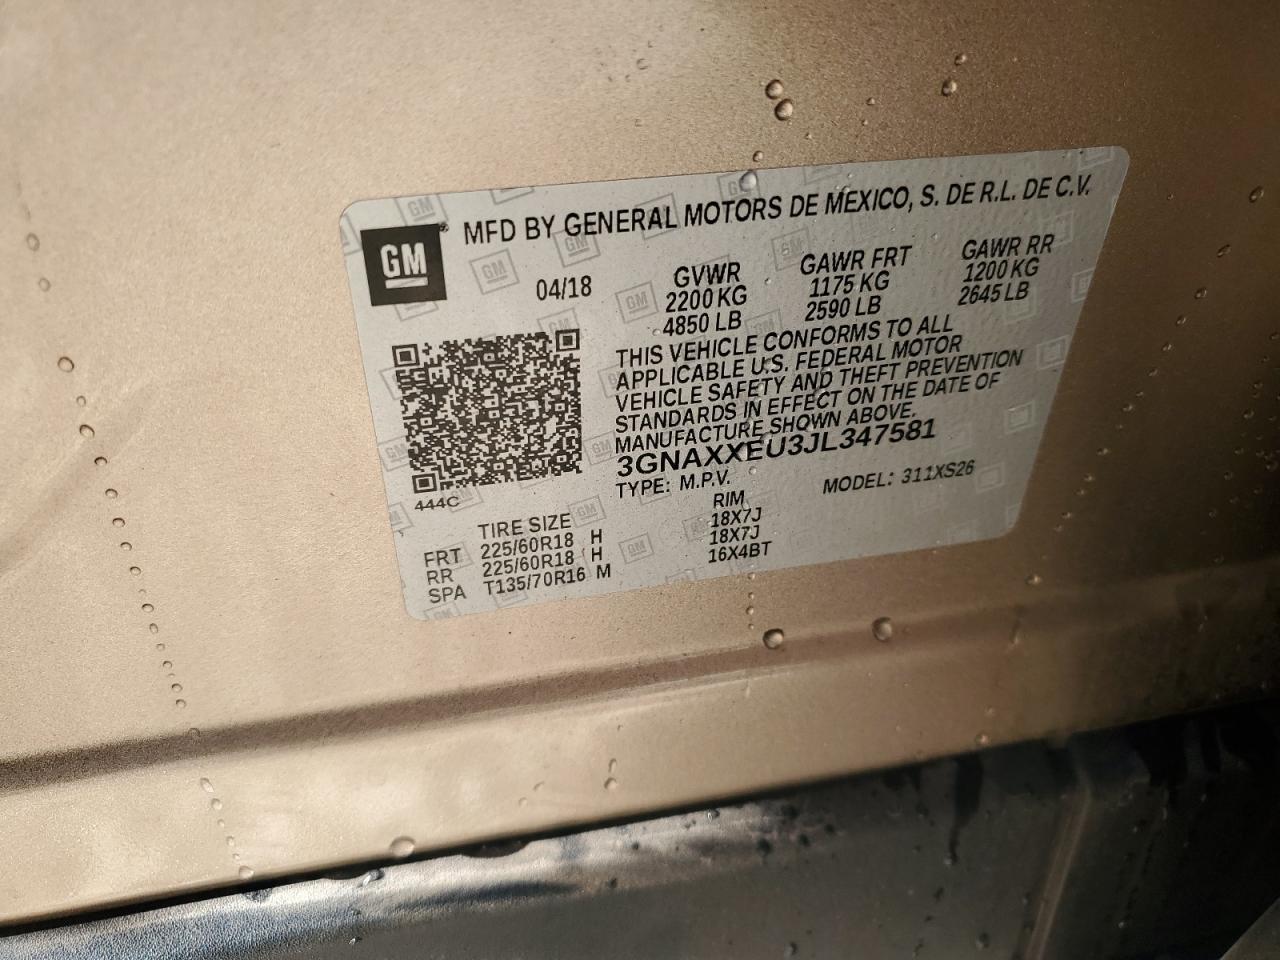 GM®
MFD BY GENERAL MOTORS DE MEXICO, S. DE R.L. DE C.V.
04/18
GVWR
2200 KG
4850 LB
GAWR FRT
1175 KG
2590 LB
GAWR RR
1200 KG
2645 LB
THIS VEHICLE CONFORMS TO ALL
APPLICABLE U.S. FEDERAL MOTOR
VEHICLE SAFETY AND THEFT PREVENTION
STANDARDS IN EFFECT ON THE DATE OF
MANUFACTURE SHOWN ABOVE.
3GNAXXEU3JL347581
TYPE: M.P.V.
MODEL: 311XS26
444C
TIRE SIZE RIM
FRT 225/60R18 H 18X7J
RR 225/60R18 H 18X7J
SPA T135/70R16 M 16X4BT